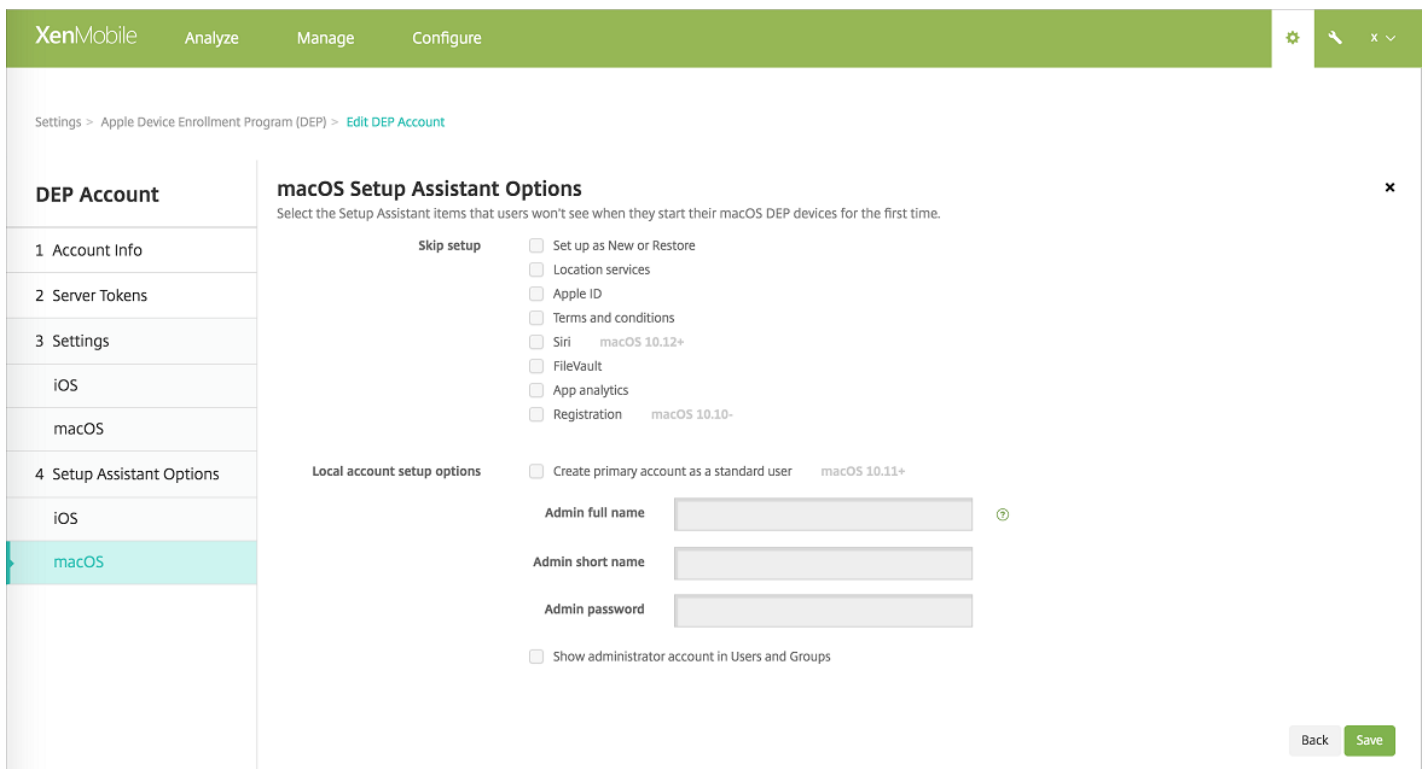 XenMobile Analyze Manage Configure x
Settings > Apple Device Enrollment Program (DEP) > Edit DEP Account
DEP Account
1 Account Info
2 Server Tokens
3 Settings
iOS
macOS
4 Setup Assistant Options
iOS
macOS
macOS Setup Assistant Options
Select the Setup Assistant items that users won't see when they start their macOS DEP devices for the first time.
Skip setup
Set up as New or Restore
Location services
Apple ID
Terms and conditions
Siri macOS 10.12+
FileVault
App analytics
Registration macOS 10.10-
Local account setup options
Create primary account as a standard user macOS 10.11+
Admin full name ?
Admin short name
Admin password
Show administrator account in Users and Groups
Back Save